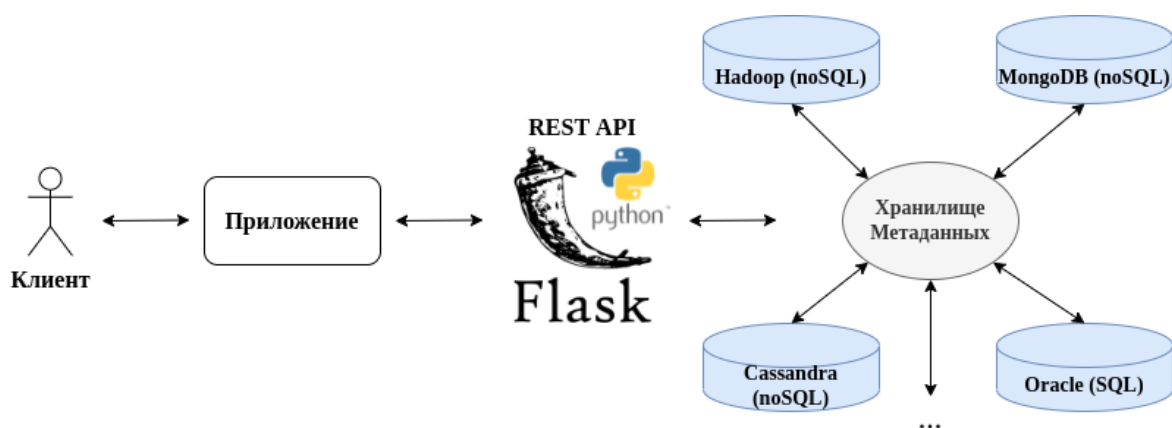 Hadoop (noSQL)
MongoDB (noSQL)
REST API
python
Flask
Клиент
Приложение
Хранилище
Метаданных
Cassandra
(noSQL)
Oracle (SQL)
...